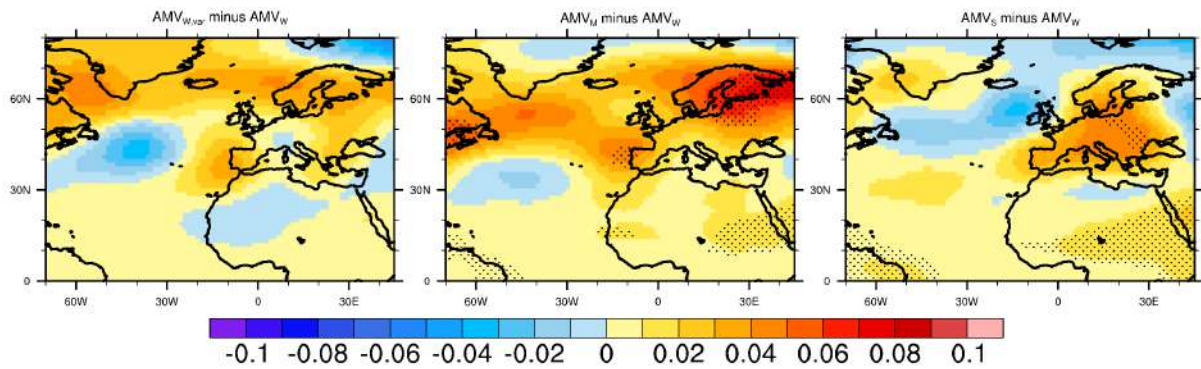 AMVW,var minus AMVW
AMVM minus AMVW
AMVS minus AMVW
60N
30N
0
60W 30W 0 30E
60N
30N
0
60W 30W 0 30E
60N
30N
0
60W 30W 0 30E
-0.1 -0.08 -0.06 -0.04 -0.02 0 0.02 0.04 0.06 0.08 0.1